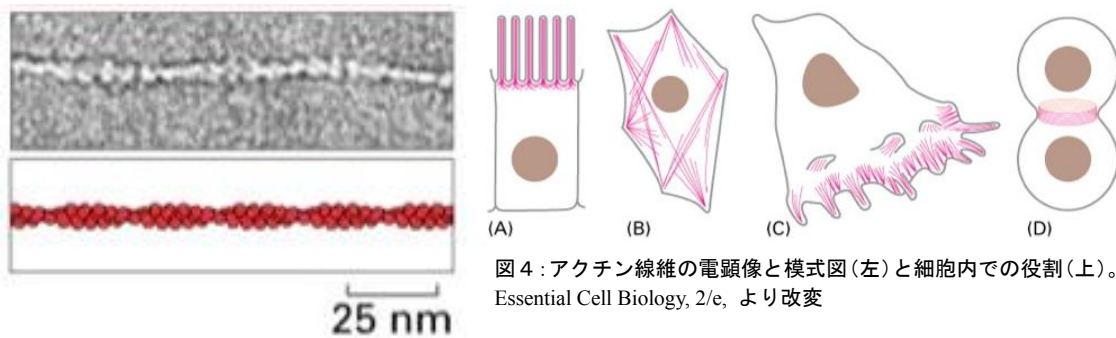 25 nm
(A)
(B)
(C)
(D)
図４：アクチン線維の電顕像と模式図（左）と細胞内での役割（上）。
Essential Cell Biology, 2/e, より改変